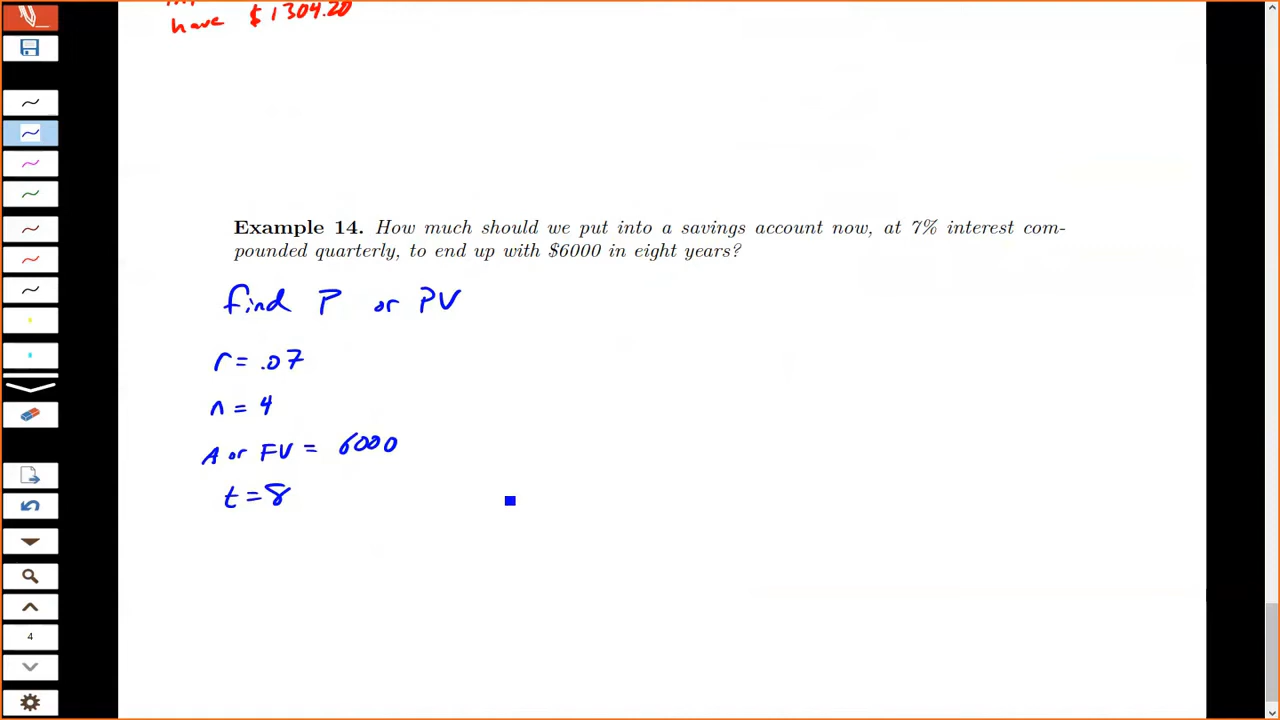 have $1304.20
Example 14. How much should we put into a savings account now, at 7% interest com-
pounded quarterly, to end up with $6000 in eight years?
find P or PV
r = .07
n = 4
A or FV = 6000
t = 8
4